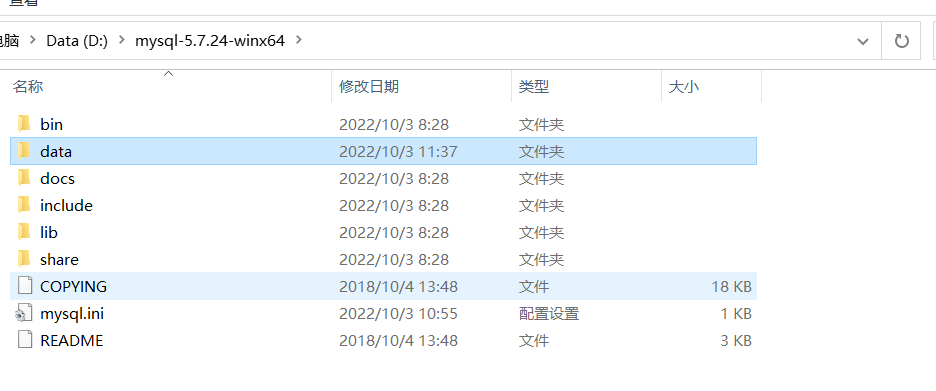 查看
电脑 > Data (D:) > mysql-5.7.24-winx64 >
名称 修改日期 类型 大小
bin 2022/10/3 8:28 文件夹
data 2022/10/3 11:37 文件夹
docs 2022/10/3 8:28 文件夹
include 2022/10/3 8:28 文件夹
lib 2022/10/3 8:28 文件夹
share 2022/10/3 8:28 文件夹
COPYING 2018/10/4 13:48 文件 18 KB
mysql.ini 2022/10/3 10:55 配置设置 1 KB
README 2018/10/4 13:48 文件 3 KB